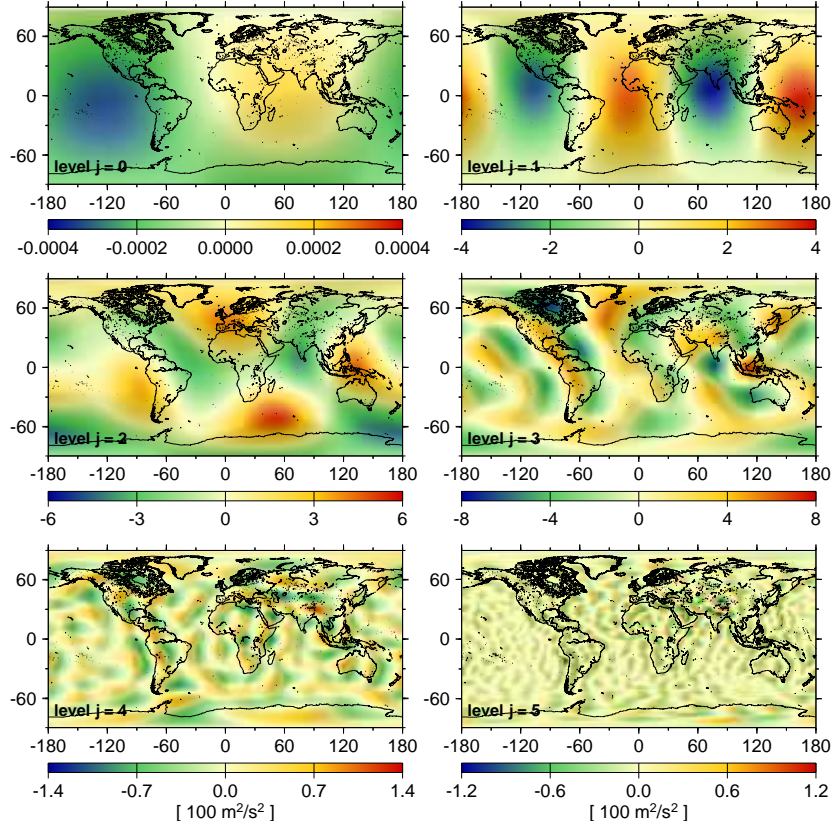 60
0
-60
level j = 0
-180 -120 -60 0 60 120 180
-0.0004 -0.0002 0.0000 0.0002 0.0004
60
0
-60
level j = 1
-180 -120 -60 0 60 120 180
-4 -2 0 2 4
60
0
-60
level j = 2
-180 -120 -60 0 60 120 180
-6 -3 0 3 6
60
0
-60
level j = 3
-180 -120 -60 0 60 120 180
-8 -4 0 4 8
60
0
-60
level j = 4
-180 -120 -60 0 60 120 180
-1.4 -0.7 0.0 0.7 1.4
[ 100 m²/s² ]
60
0
-60
level j = 5
-180 -120 -60 0 60 120 180
-1.2 -0.6 0.0 0.6 1.2
[ 100 m²/s² ]